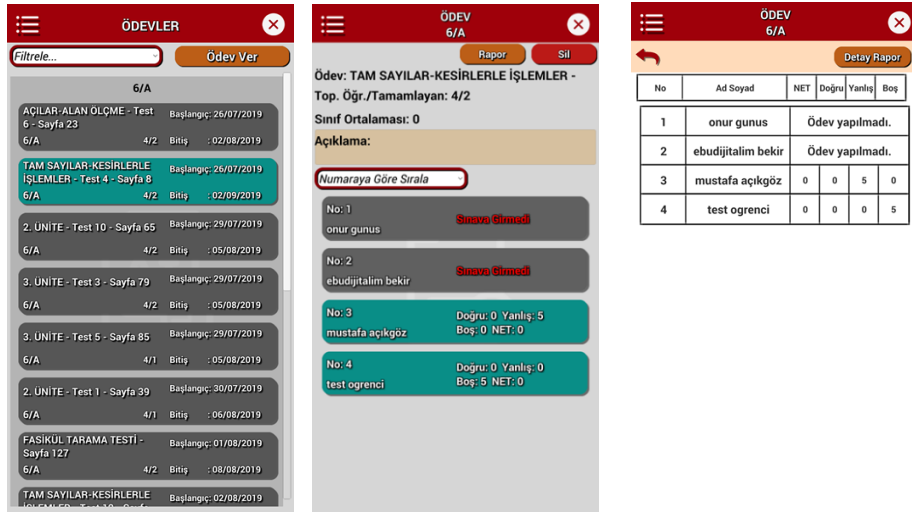 ÖDEVLER
Filtrele...
Ödev Ver
6/A
AÇILAR-ALAN ÖLÇME - Test
6 - Sayfa 23
Başlangıç: 26/07/2019
6/A 4/2 Bitiş : 02/08/2019
TAM SAYILAR-KESİRLERLE
İŞLEMLER - Test 4 - Sayfa 8
Başlangıç: 26/07/2019
6/A 4/2 Bitiş : 02/09/2019
2. ÜNİTE - Test 10 - Sayfa 65
Başlangıç: 29/07/2019
6/A 4/2 Bitiş : 05/08/2019
3. ÜNİTE - Test 3 - Sayfa 79
Başlangıç: 29/07/2019
6/A 4/2 Bitiş : 05/08/2019
3. ÜNİTE - Test 5 - Sayfa 85
Başlangıç: 29/07/2019
6/A 4/1 Bitiş : 05/08/2019
2. ÜNİTE - Test 1 - Sayfa 39
Başlangıç: 30/07/2019
6/A 4/1 Bitiş : 06/08/2019
FASİKÜL TARAMA TESTİ -
Sayfa 127
Başlangıç: 01/08/2019
6/A 4/2 Bitiş : 08/08/2019
TAM SAYILAR-KESİRLERLE
Başlangıç: 02/08/2019
ÖDEV
6/A
Rapor
Sil
Ödev: TAM SAYILAR-KESİRLERLE İŞLEMLER -
Top. Öğr./Tamamlayan: 4/2
Sınıf Ortalaması: 0
Açıklama:
Numaraya Göre Sırala
No: 1
onur gunus
Sınava Girmedi
No: 2
ebudijitalim bekir
Sınava Girmedi
No: 3
mustafa açıkgöz
Doğru: 0 Yanlış: 5
Boş: 0 NET: 0
No: 4
test ogrenci
Doğru: 0 Yanlış: 0
Boş: 5 NET: 0
ÖDEV
6/A
Detay Rapor
No Ad Soyad NET Doğru Yanlış Boş
1 onur gunus Ödev yapılmadı.
2 ebudijitalim bekir Ödev yapılmadı.
3 mustafa açıkgöz 0 0 5 0
4 test ogrenci 0 0 0 5